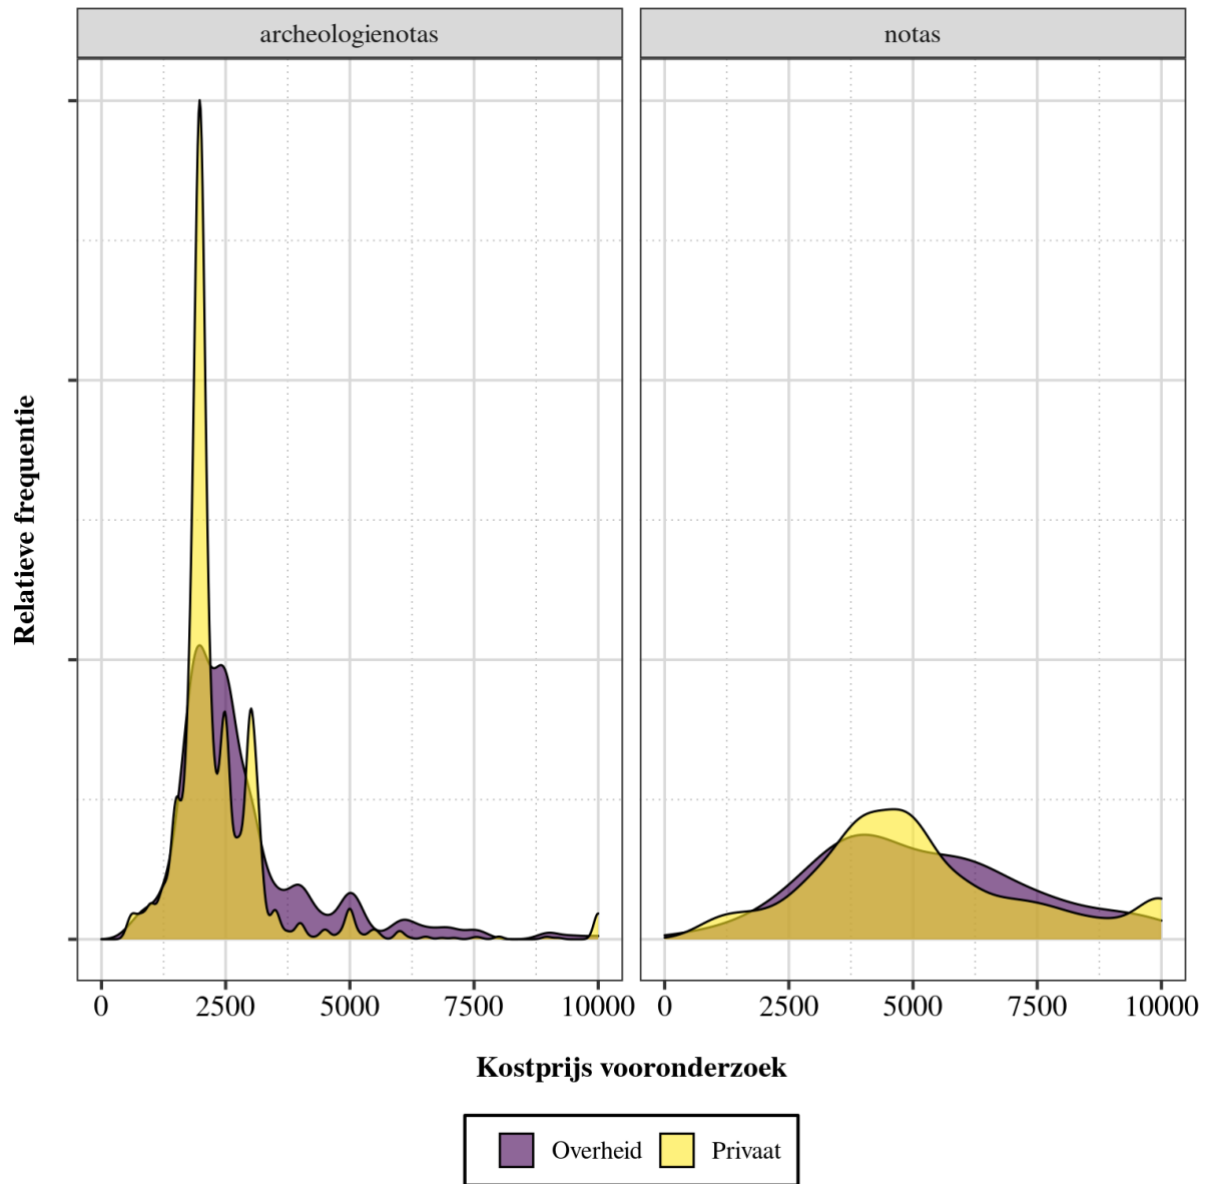 archeologienotas
notas
Relatieve frequentie
0 2500 5000 7500 10000 0 2500 5000 7500 10000
Kostprijs vooronderzoek
Overheid Privaat